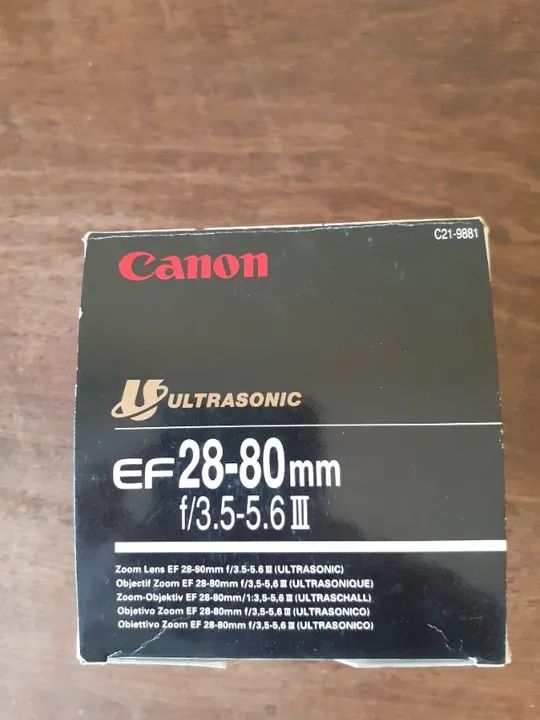 C21-9881
Canon
ULTRASONIC
EF 28-80mm
f/3.5-5.6 III
Zoom Lens EF 28-80mm f/3.5-5.6 III (ULTRASONIC)
Objectif Zoom EF 28-80mm f/3,5-5,6 III (ULTRASONIQUE)
Zoom-Objektiv EF 28-80mm/1:3,5-5,6 III (ULTRASCHALL)
Objetivo Zoom EF 28-80mm f/3,5-5,6 III (ULTRASONICO)
Obiettivo Zoom EF 28-80mm f/3,5-5,6 III (ULTRASONICO)